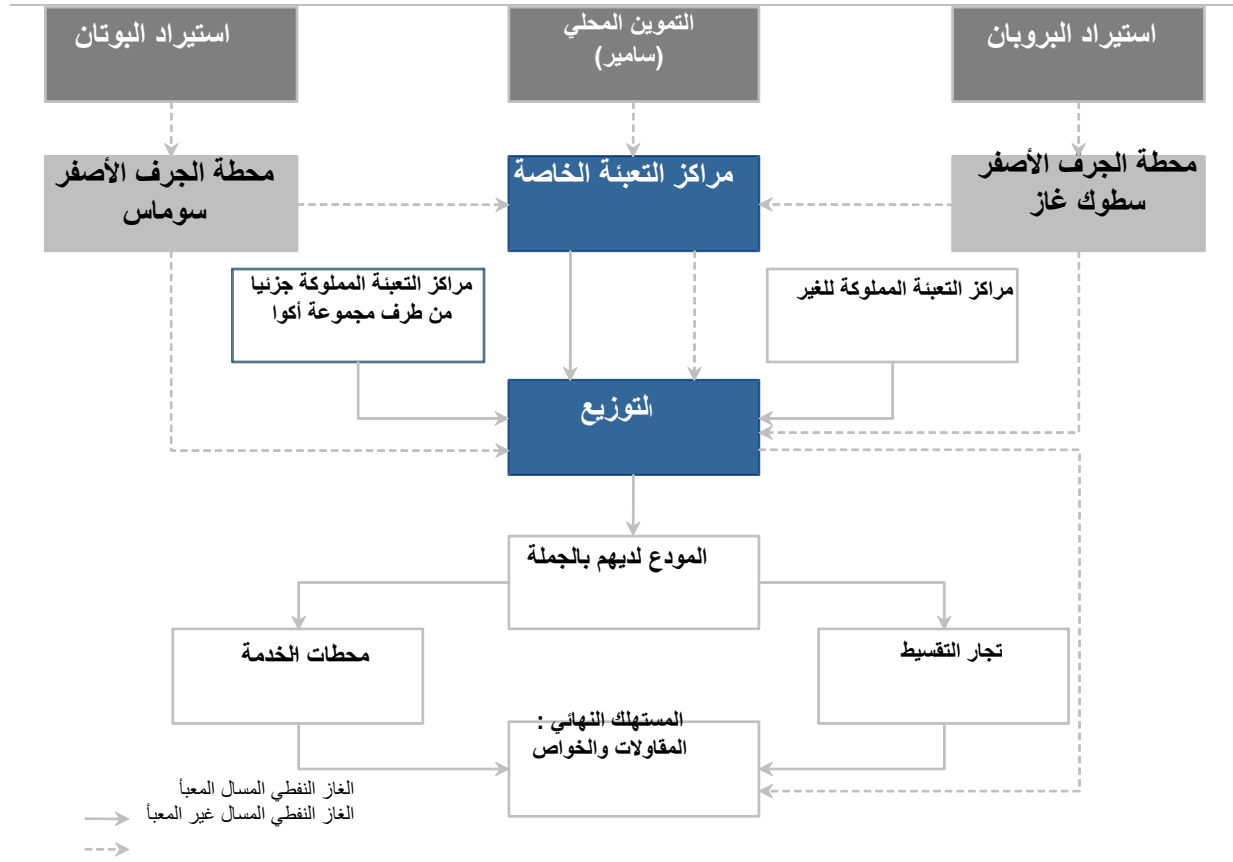 استيراد البروبان
التموين المحلي
(سامير)
استيراد البوتان
محطة الجرف الأصفر
سطوك غاز
مراكز التعبئة الخاصة
محطة الجرف الأصفر
سوماس
مراكز التعبئة المملوكة للغير
مراكز التعبئة المملوكة جزئيا
من طرف مجموعة أكوا
التوزيع
المودع لديهم بالجملة
تجار التقسيط
محطات الخدمة
المستهلك النهائي :
المقاولات والخواص
الغاز النفطي المسال المعبأ
الغاز النفطي المسال غير المعبأ